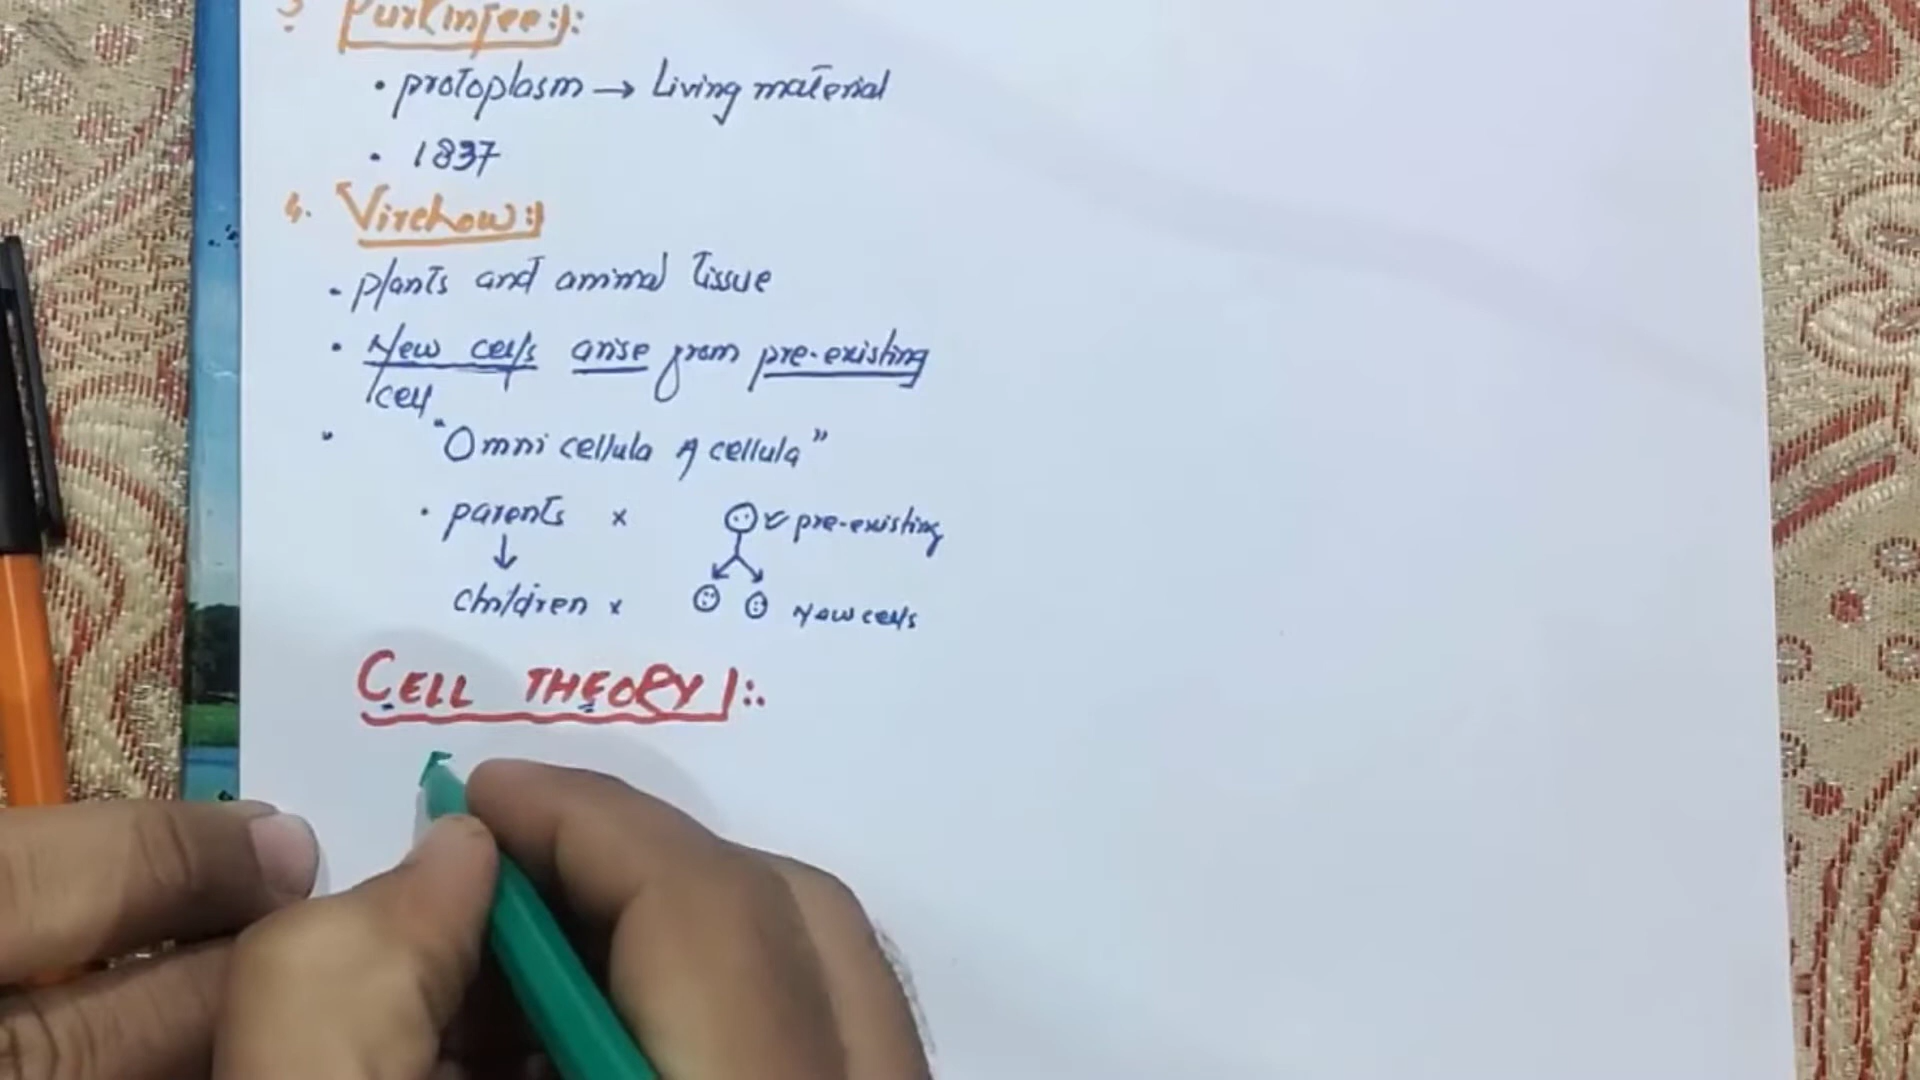 3 Purkinjee:):
• protoplasm → Living material
• 1837
4. Virchow:)
• plants and animal tissue
• New cells arise from pre-existing
cell
" "Omni cellula A cellula"
• parents x
↓
children x
pre-existing
New cells
CELL THEORY ):.